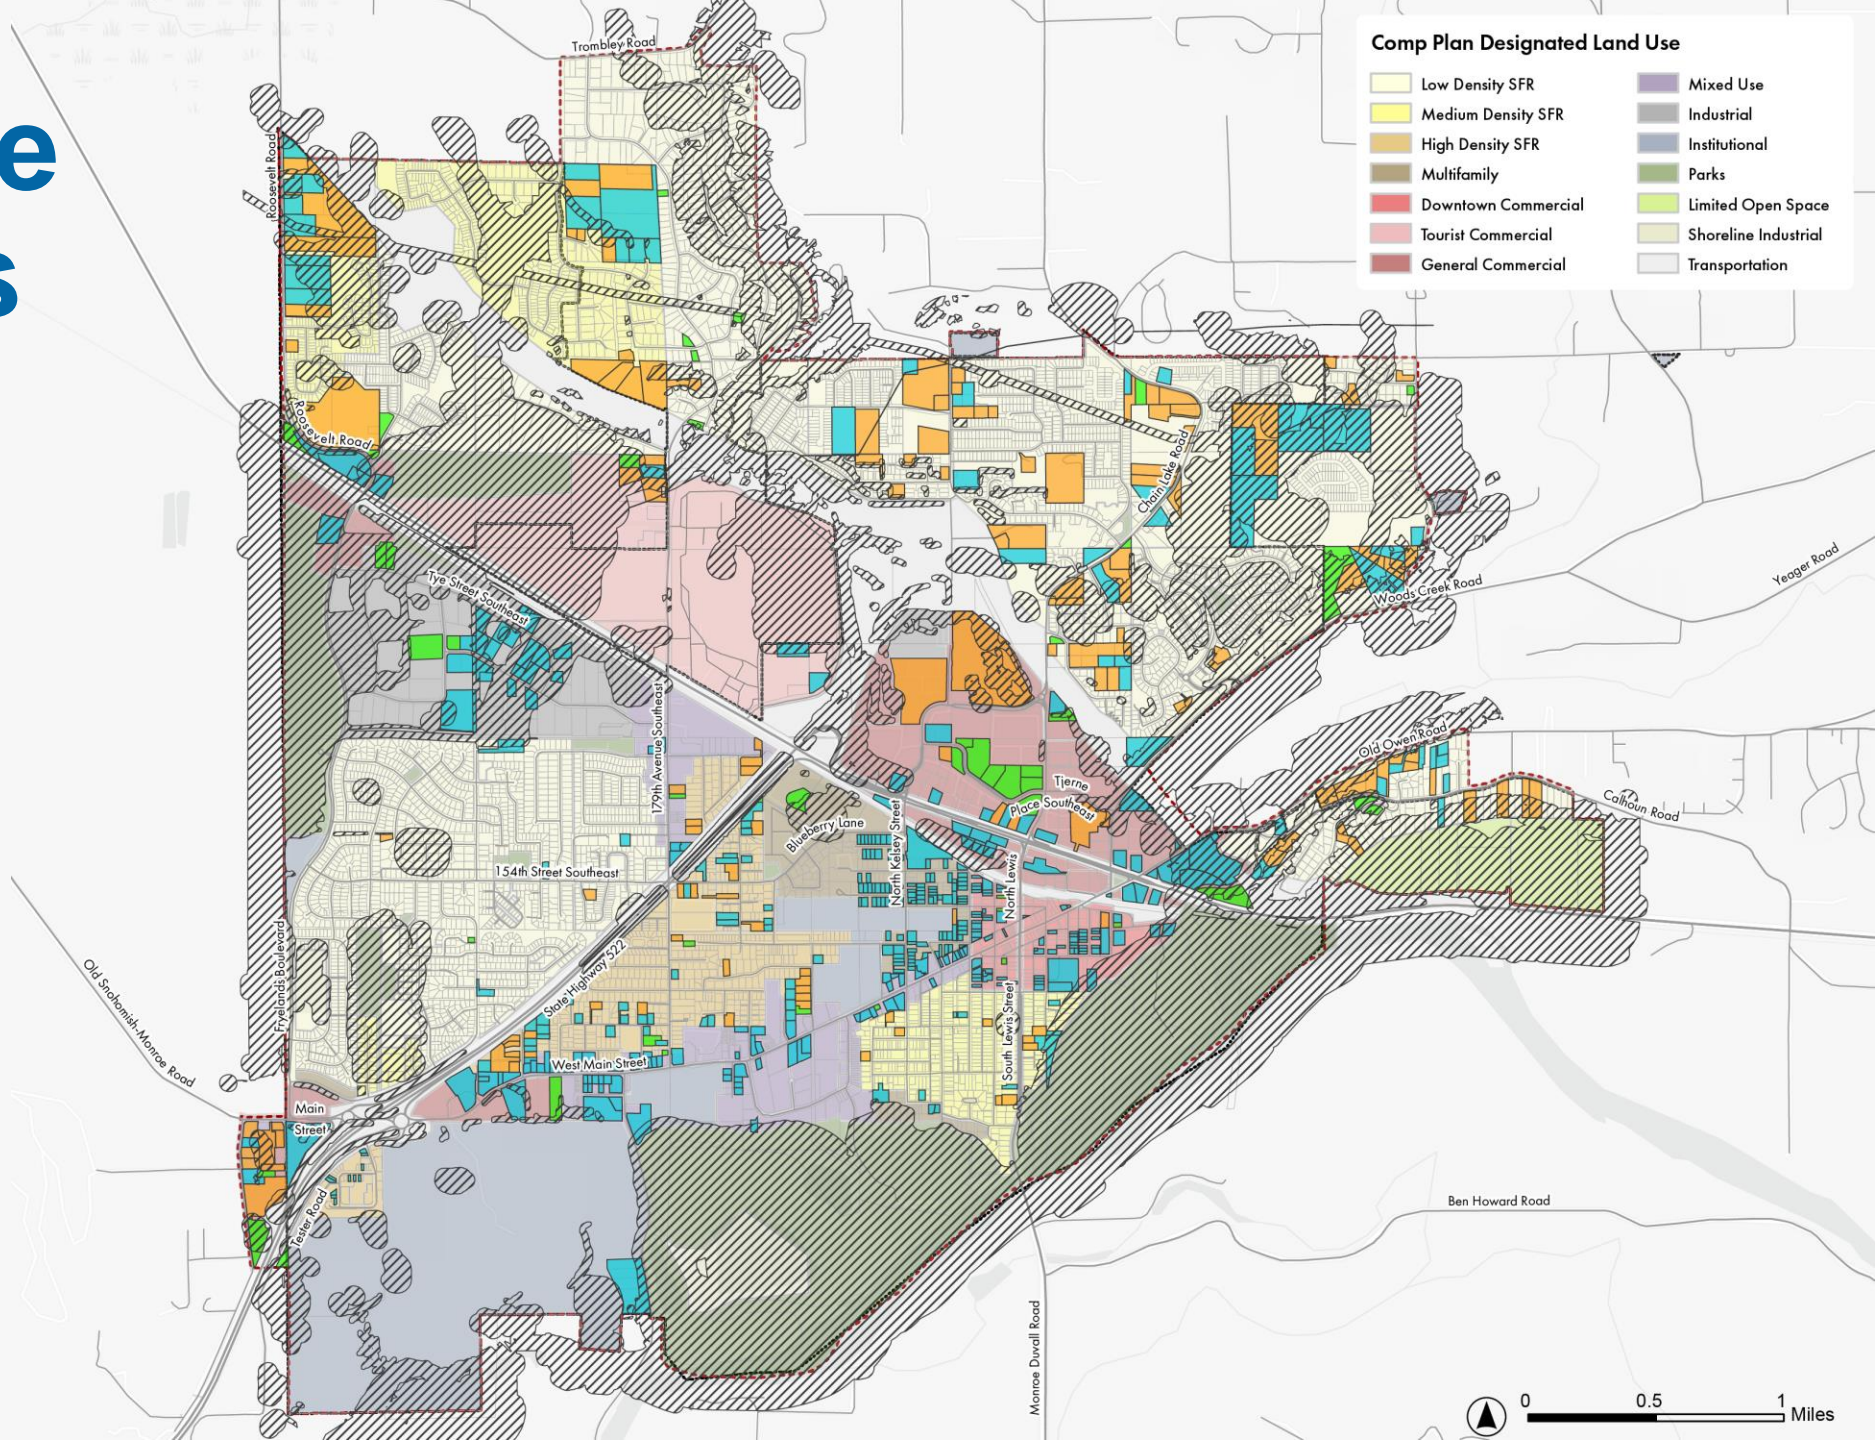 e
s
Comp Plan Designated Land Use
Low Density SFR
Medium Density SFR
High Density SFR
Multifamily
Downtown Commercial
Tourist Commercial
General Commercial
Mixed Use
Industrial
Institutional
Parks
Limited Open Space
Shoreline Industrial
Transportation
Trombley Road
Roosevelt Road
Roosevelt Road
Chain Lake Road
Yeager Road
Woods Creek Road
Tye Street Southeast
179th Avenue Southeast
Old Owen Road
Calhoun Road
Tjerne
Place Southeast
Blueberry Lane
North Kelsey Street
North Lewis
154th Street Southeast
State Highway 522
Fryelands Boulevard
Old Snohomish-Monroe Road
South Lewis Street
West Main Street
Main
Street
Tester Road
Ben Howard Road
Monroe Duvall Road
0 0.5 1
Miles